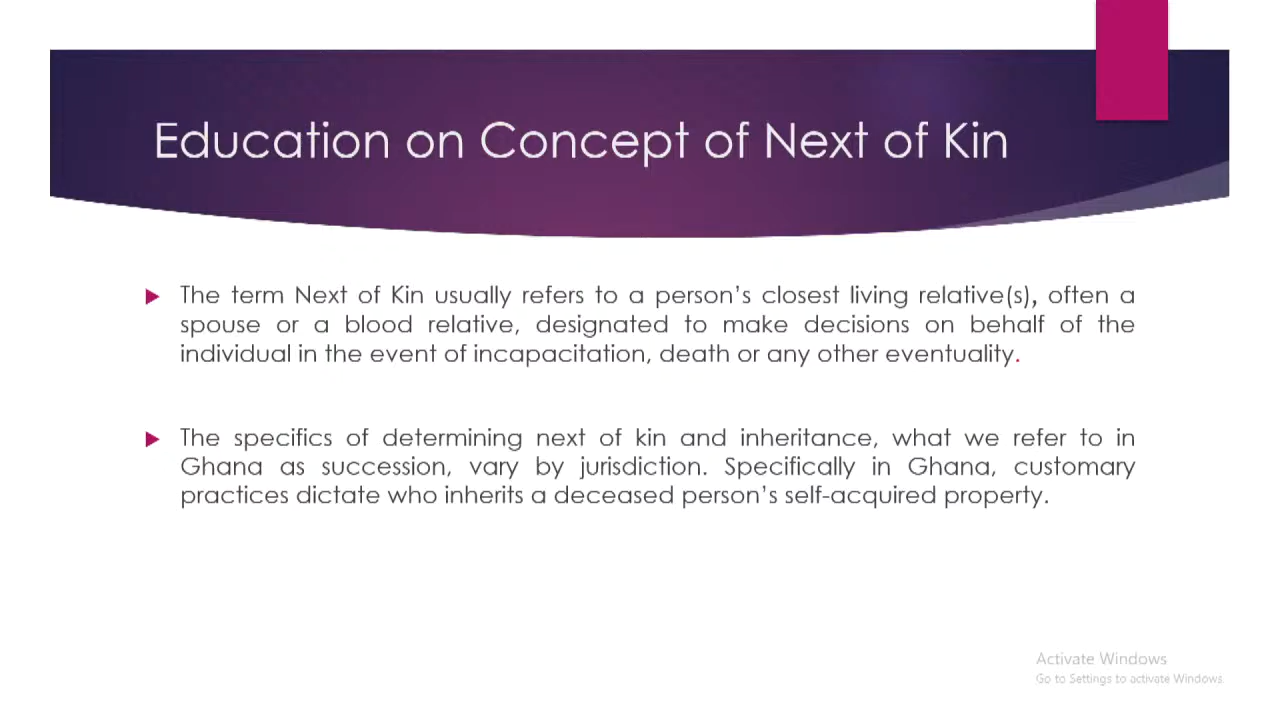 Education on Concept of Next of Kin
The term Next of Kin usually refers to a person’s closest living relative(s), often a
spouse or a blood relative, designated to make decisions on behalf of the
individual in the event of incapacitation, death or any other eventuality.
The specifics of determining next of kin and inheritance, what we refer to in
Ghana as succession, vary by jurisdiction. Specifically in Ghana, customary
practices dictate who inherits a deceased person’s self-acquired property.
Activate Windows
Go to Settings to activate Windows.